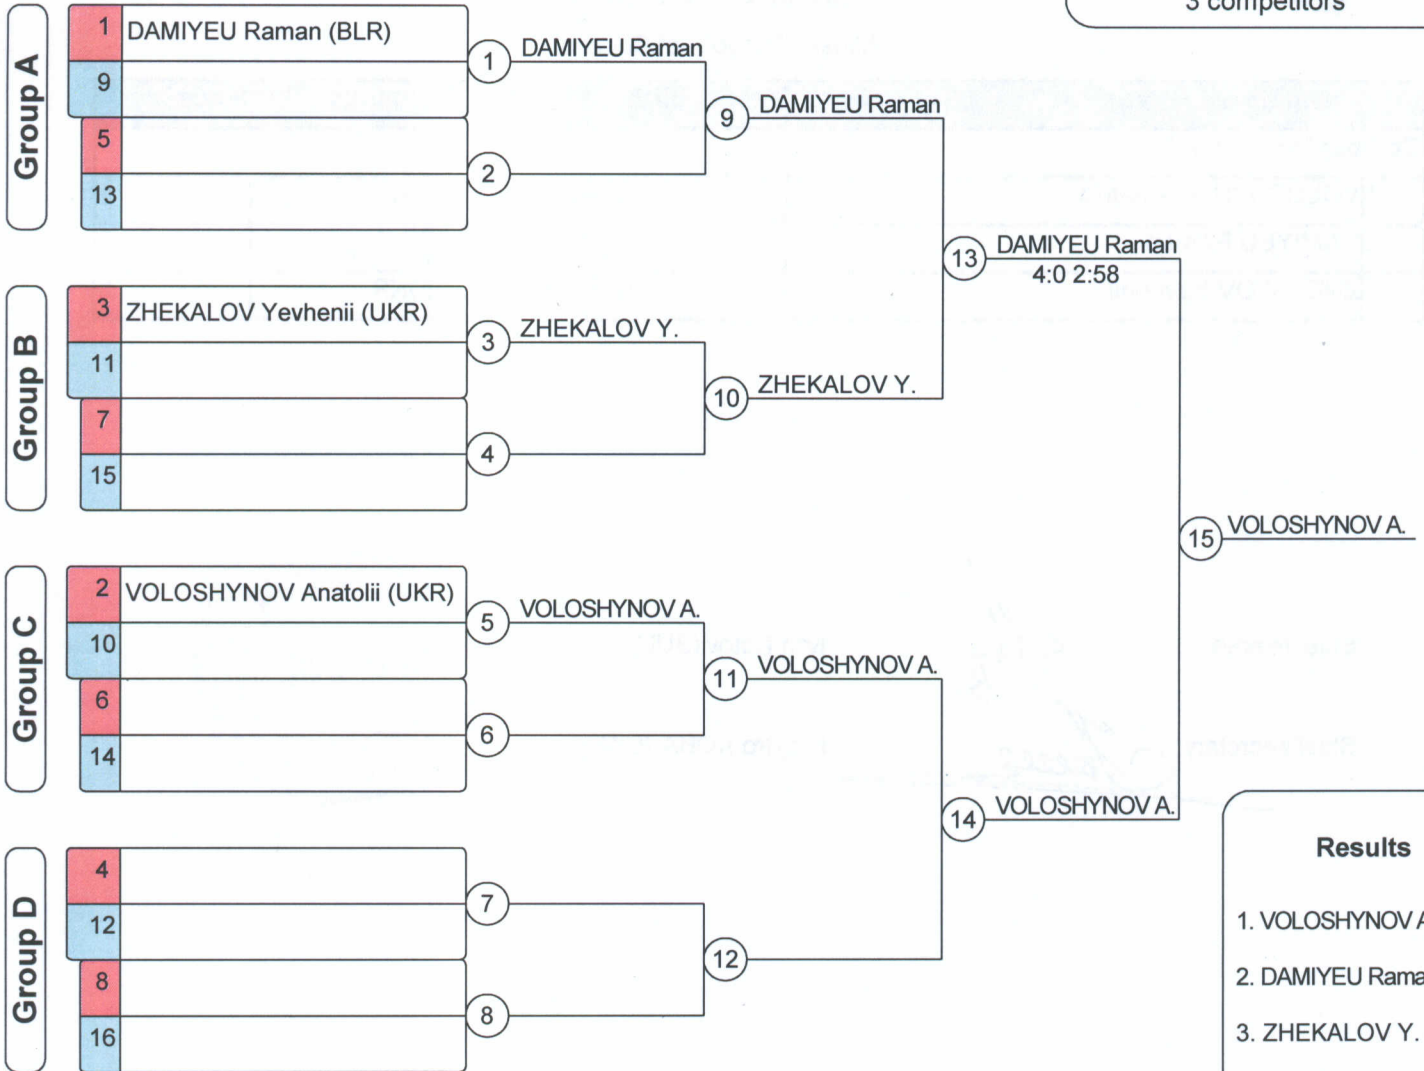 3 competitors
Group A
1 DAMIYEU Raman (BLR)
9
5
13
1 DAMIYEU Raman
2
9 DAMIYEU Raman
Group B
3 ZHEKALOV Yevhenii (UKR)
11
7
15
3 ZHEKALOV Y.
4
10 ZHEKALOV Y.
13 DAMIYEU Raman
4:0 2:58
Group C
2 VOLOSHYNOV Anatolii (UKR)
10
6
14
5 VOLOSHYNOV A.
6
11 VOLOSHYNOV A.
Group D
4
12
8
16
7
8
12
14 VOLOSHYNOV A.
15 VOLOSHYNOV A.
Results
1. VOLOSHYNOV A
2. DAMIYEU Rama
3. ZHEKALOV Y.